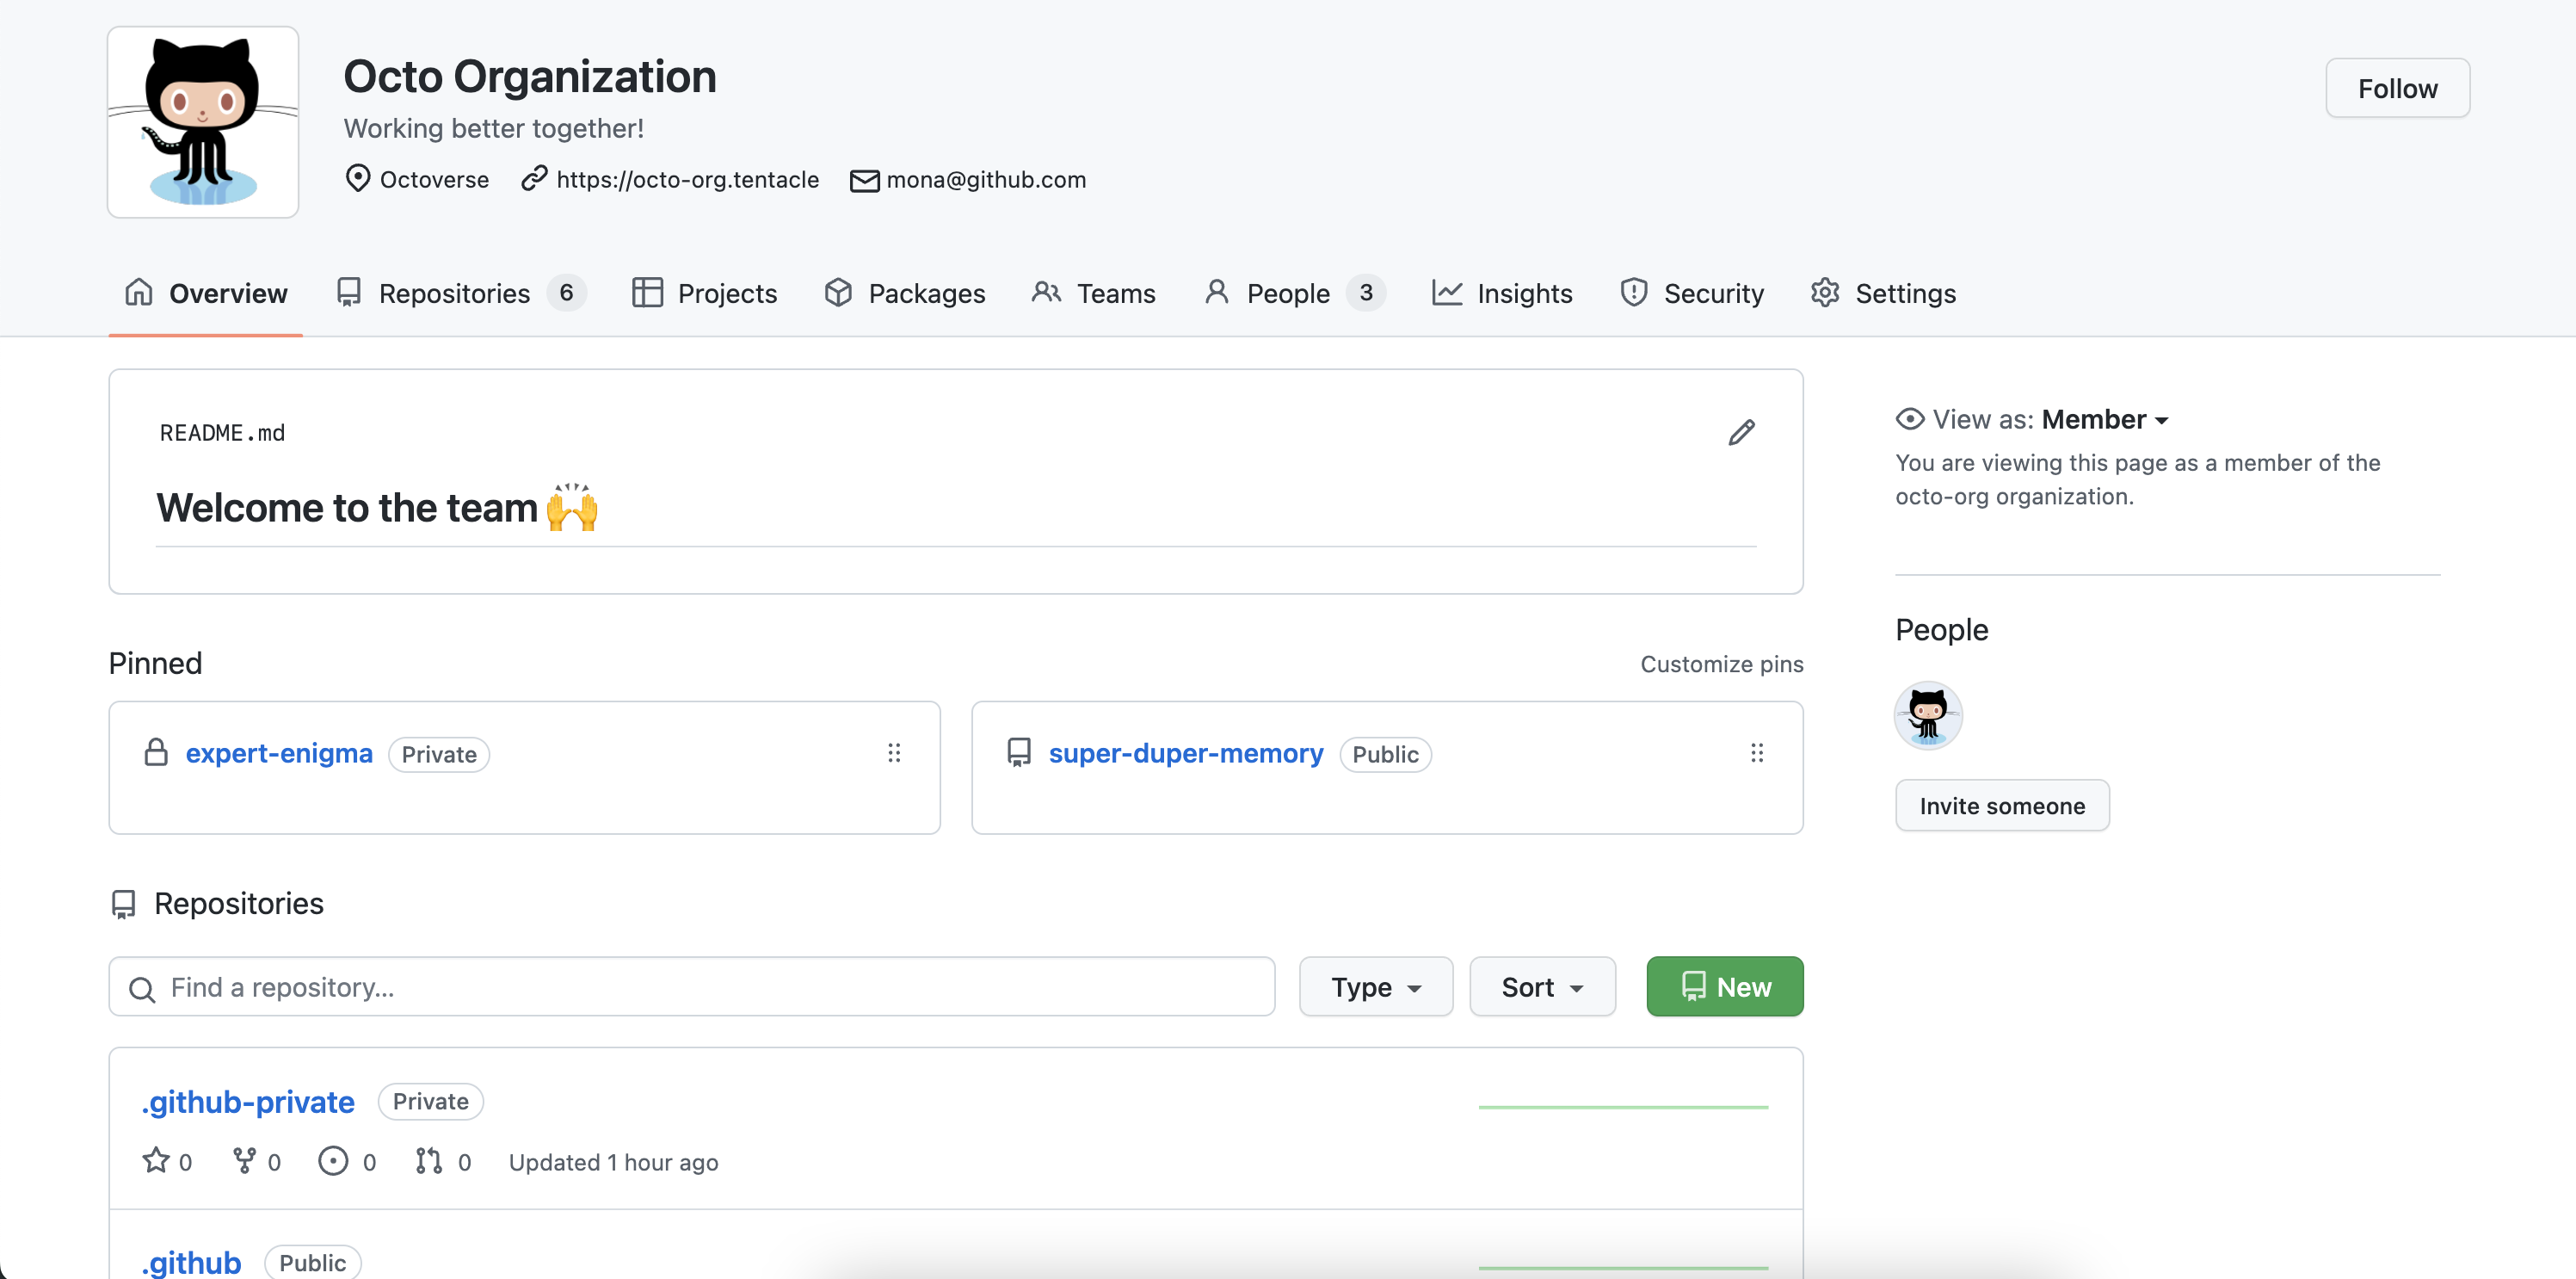 Octo Organization
Follow
Working better together!
Octoverse https://octo-org.tentacle mona@github.com
Overview Repositories 6 Projects Packages Teams People 3 Insights Security Settings
README.md
Welcome to the team 🙌
View as: Member
You are viewing this page as a member of the
octo-org organization.
People
Invite someone
Pinned
Customize pins
expert-enigma Private
super-duper-memory Public
Repositories
Find a repository...
Type Sort New
.github-private Private
0 0 0 0 Updated 1 hour ago
.github Public